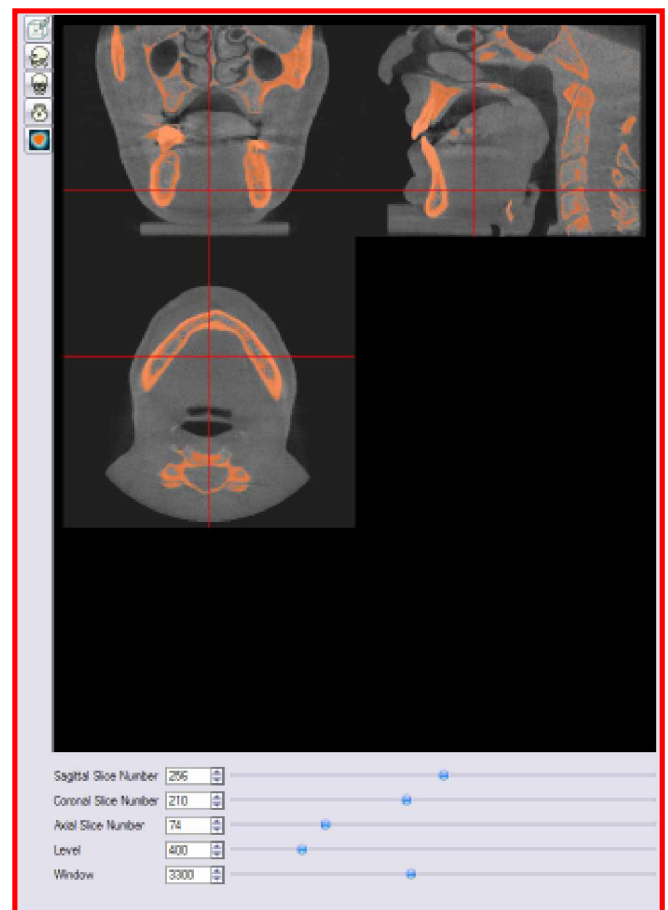 Sagittal Slice Number 256
Coronal Slice Number 210
Axial Slice Number 74
Level 400
Window 3300